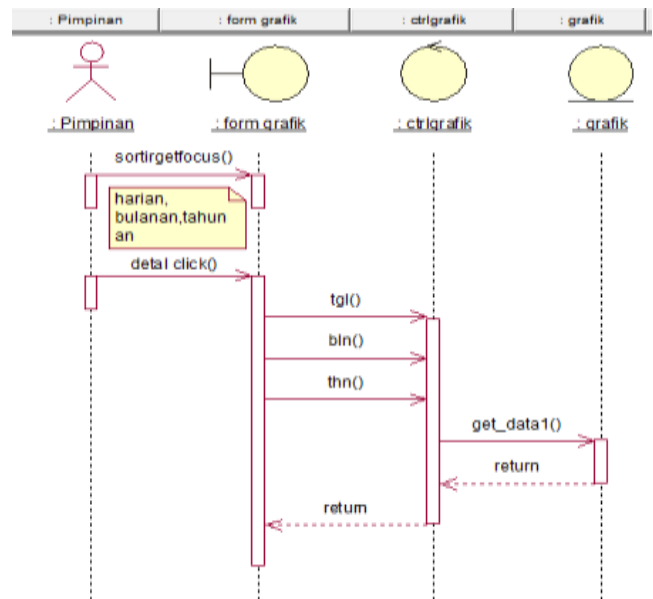 : Pimpinan : form grafik : ctrlgrafik : grafik
: Pimpinan : form grafik : ctrlgrafik : grafik
sortirgetfocus()
harian,
bulanan,tahun
an
detal click()
tgl()
bln()
thn()
get_data1()
return
return